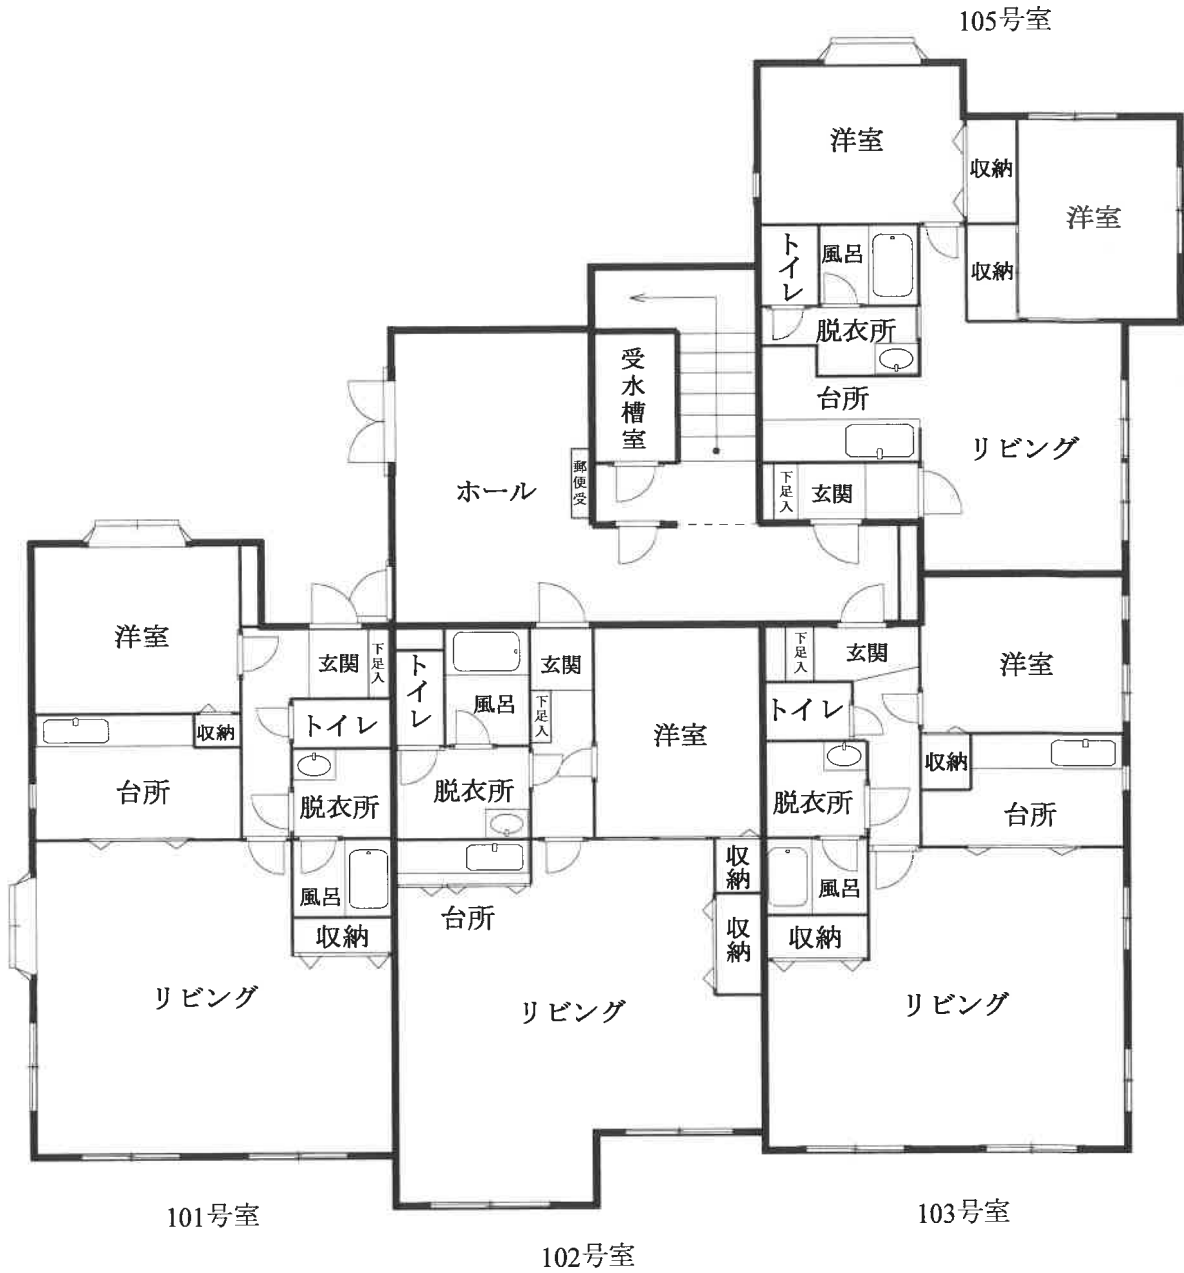 105号室
洋室
収納
洋室
トイレ
風呂
収納
脱衣所
受水槽室
台所
リビング
郵便受
ホール
下足入
玄関
洋室
玄関
下足入
トイレ
風呂
玄関
下足入
洋室
下足入
玄関
洋室
収納
トイレ
トイレ
台所
脱衣所
脱衣所
脱衣所
収納
台所
風呂
収納
台所
収納
風呂
収納
収納
リビング
リビング
リビング
101号室
102号室
103号室